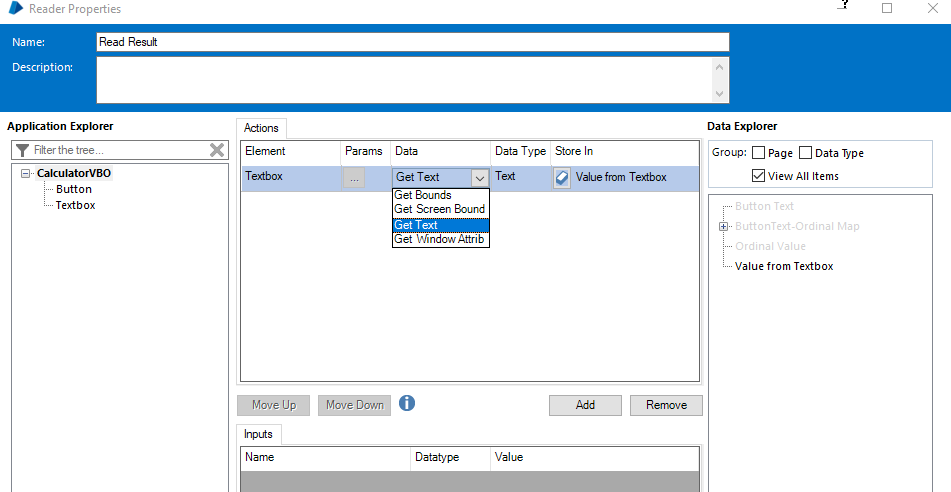 Reader Properties
?
Name: Read Result
Description:
Application Explorer
Filter the tree...
CalculatorVBO
Button
Textbox
Actions
Element Params Data Data Type Store In
Textbox ... Get Text Text Value from Textbox
Get Bounds
Get Screen Bound
Get Text
Get Window Attrib
Move Up Move Down i Add Remove
Inputs
Name Datatype Value
Data Explorer
Group: Page Data Type
View All Items
Button Text
ButtonText-Ordinal Map
Ordinal Value
Value from Textbox